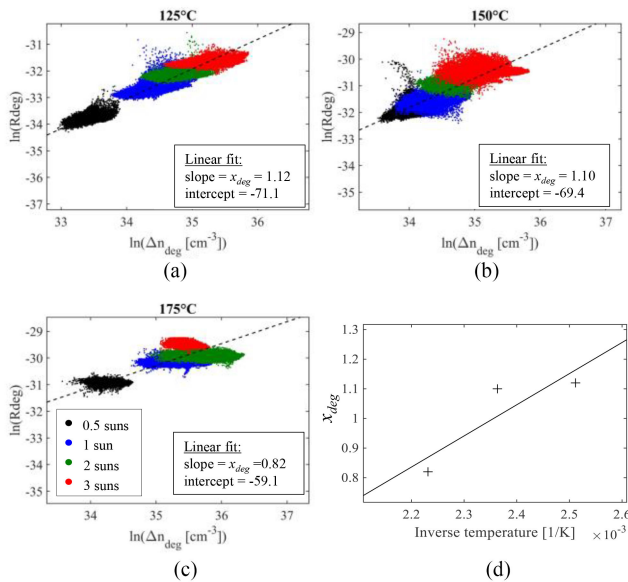 125°C
-31
-32
-33
-34
-35
-36
-37
ln(Rdeg)
33
34
35
36
37
ln(Δn_deg [cm⁻³])
Linear fit:
slope = x_deg = 1.12
intercept = -71.1
(a)
150°C
-29
-30
-31
-32
-33
-34
-35
ln(Rdeg)
34
35
36
37
ln(Δn_deg [cm⁻³])
Linear fit:
slope = x_deg = 1.10
intercept = -69.4
(b)
175°C
-29
-30
-31
-32
-33
-34
-35
ln(Rdeg)
34
35
36
37
ln(Δn_deg [cm⁻³])
0.5 suns
1 sun
2 suns
3 suns
Linear fit:
slope = x_deg =0.82
intercept = -59.1
(c)
1.3
1.2
1.1
1
0.9
0.8
x_deg
2.2
2.3
2.4
2.5
2.6
Inverse temperature [1/K]
×10⁻³
(d)